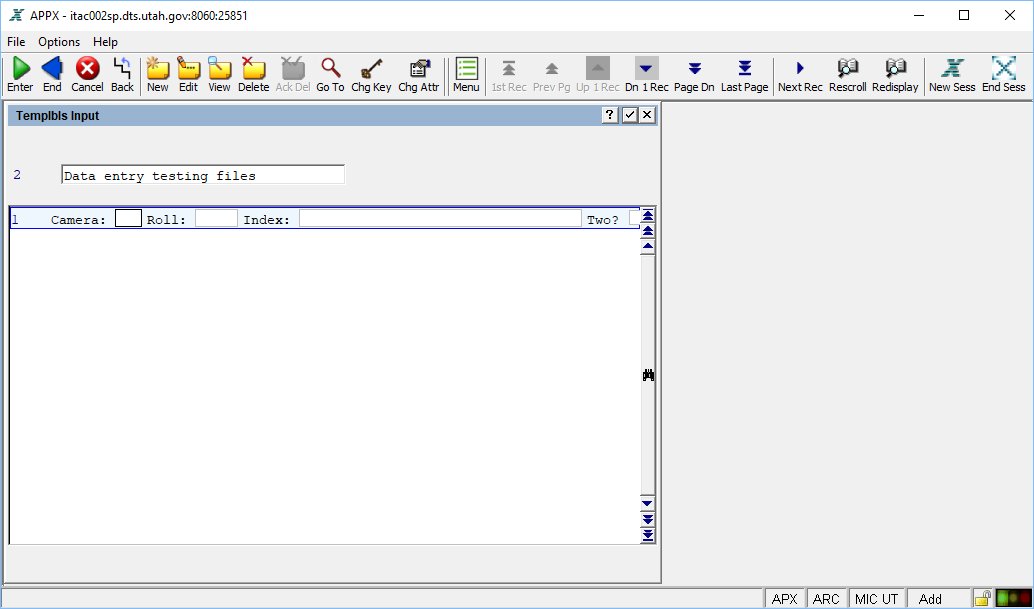 APPX - itac002sp.dts.utah.gov:8060:25851
File Options Help
Enter End Cancel Back New Edit View Delete Ack Del Go To Chg Key Chg Attr Menu 1st Rec Prev Pg Up 1 Rec Dn 1 Rec Page Dn Last Page Next Rec Rescroll Redisplay New Sess End Sess
Templbls Input ?
2 Data entry testing files
1 Camera: Roll: Index: Two?
APX ARC MIC UT Add